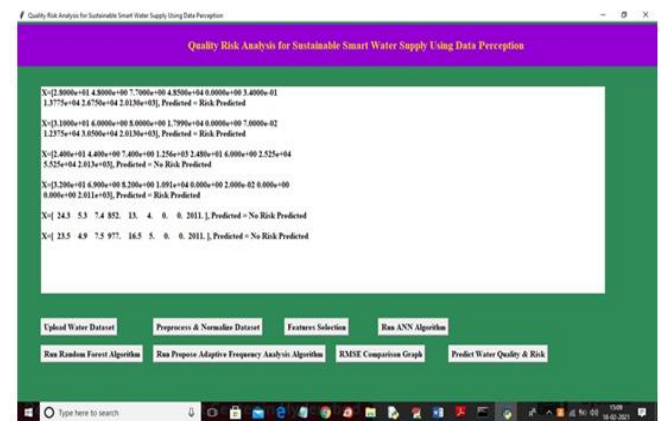 Quality Risk Analysis for Sustainable Smart Water Supply Using Data Perception
Quality Risk Analysis for Sustainable Smart Water Supply Using Data Perception
X=[2.8000e+01 4.8000e+00 7.7000e+00 4.8500e+04 0.0000e+00 3.4000e-01
1.3775e+04 2.6750e+04 2.0130e+03], Predicted = Risk Predicted
X=[3.1000e+01 6.0000e+00 8.0000e+00 1.7990e+04 0.0000e+00 7.0000e-02
1.2375e+04 3.0500e+04 2.0130e+03], Predicted = Risk Predicted
X=[2.400e+01 4.400e+00 7.400e+00 1.256e+03 2.480e+01 6.000e+00 2.525e+04
5.525e+04 2.013e+03], Predicted = No Risk Predicted
X=[3.200e+01 6.900e+00 8.200e+00 1.091e+04 0.000e+00 2.000e-02 0.000e+00
0.000e+00 2.011e+03], Predicted = Risk Predicted
X=[ 24.3 5.3 7.4 852. 13. 4. 0. 0. 2011. ], Predicted = No Risk Predicted
X=[ 23.5 4.9 7.5 977. 16.5 5. 0. 0. 2011. ], Predicted = No Risk Predicted
Upload Water Dataset Preprocess & Normalize Dataset Features Selection Run ANN Algorithm
Run Random Forest Algorithm Run Propose Adaptive Frequency Analysis Algorithm RMSE Comparison Graph Predict Water Quality & Risk
Type here to search
15:09
16-02-2021